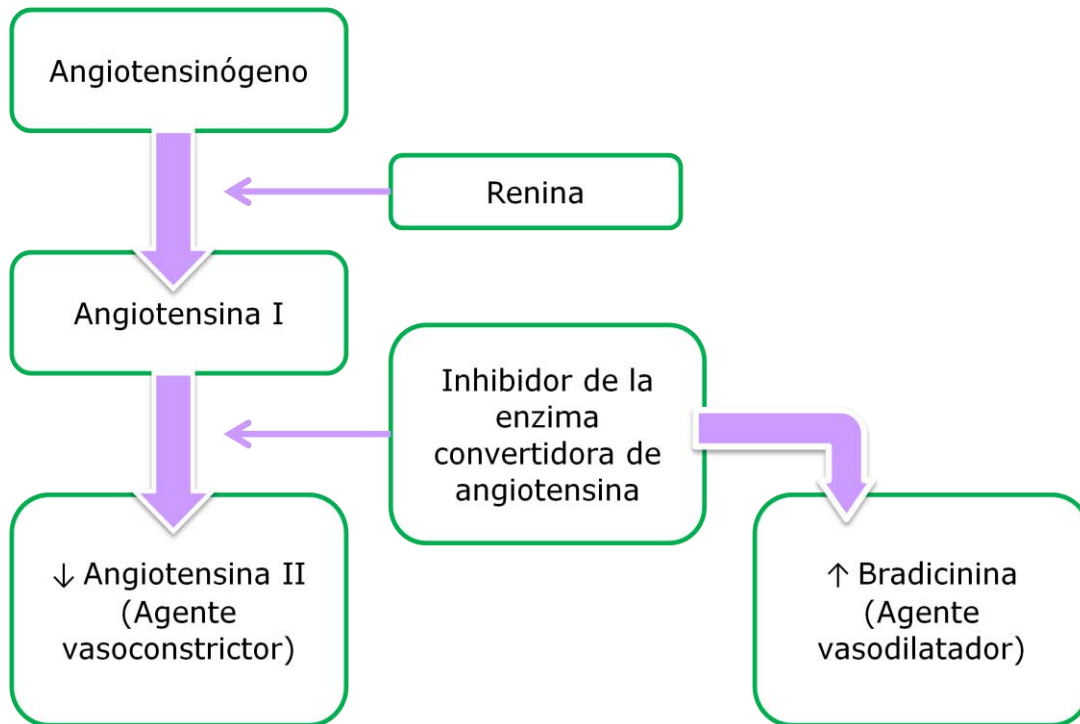 Angiotensinógeno
Renina
Angiotensina I
Inhibidor de la
enzima
convertidora de
angiotensina
↓ Angiotensina II
(Agente
vasoconstrictor)
↑ Bradicinina
(Agente
vasodilatador)